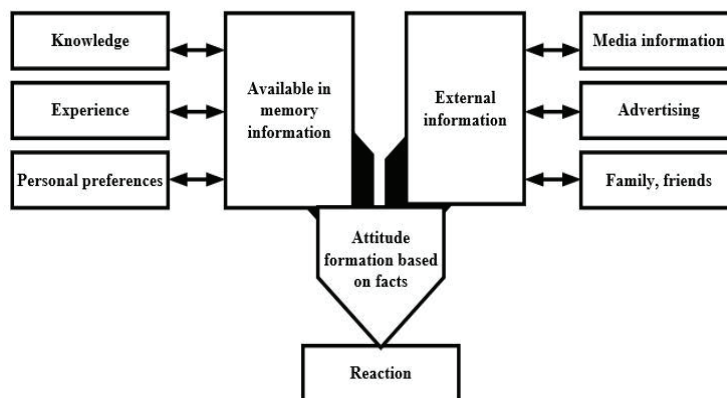 Knowledge
Experience
Personal preferences
Available in
memory
information
External
information
Media information
Advertising
Family, friends
Attitude
formation based
on facts
Reaction